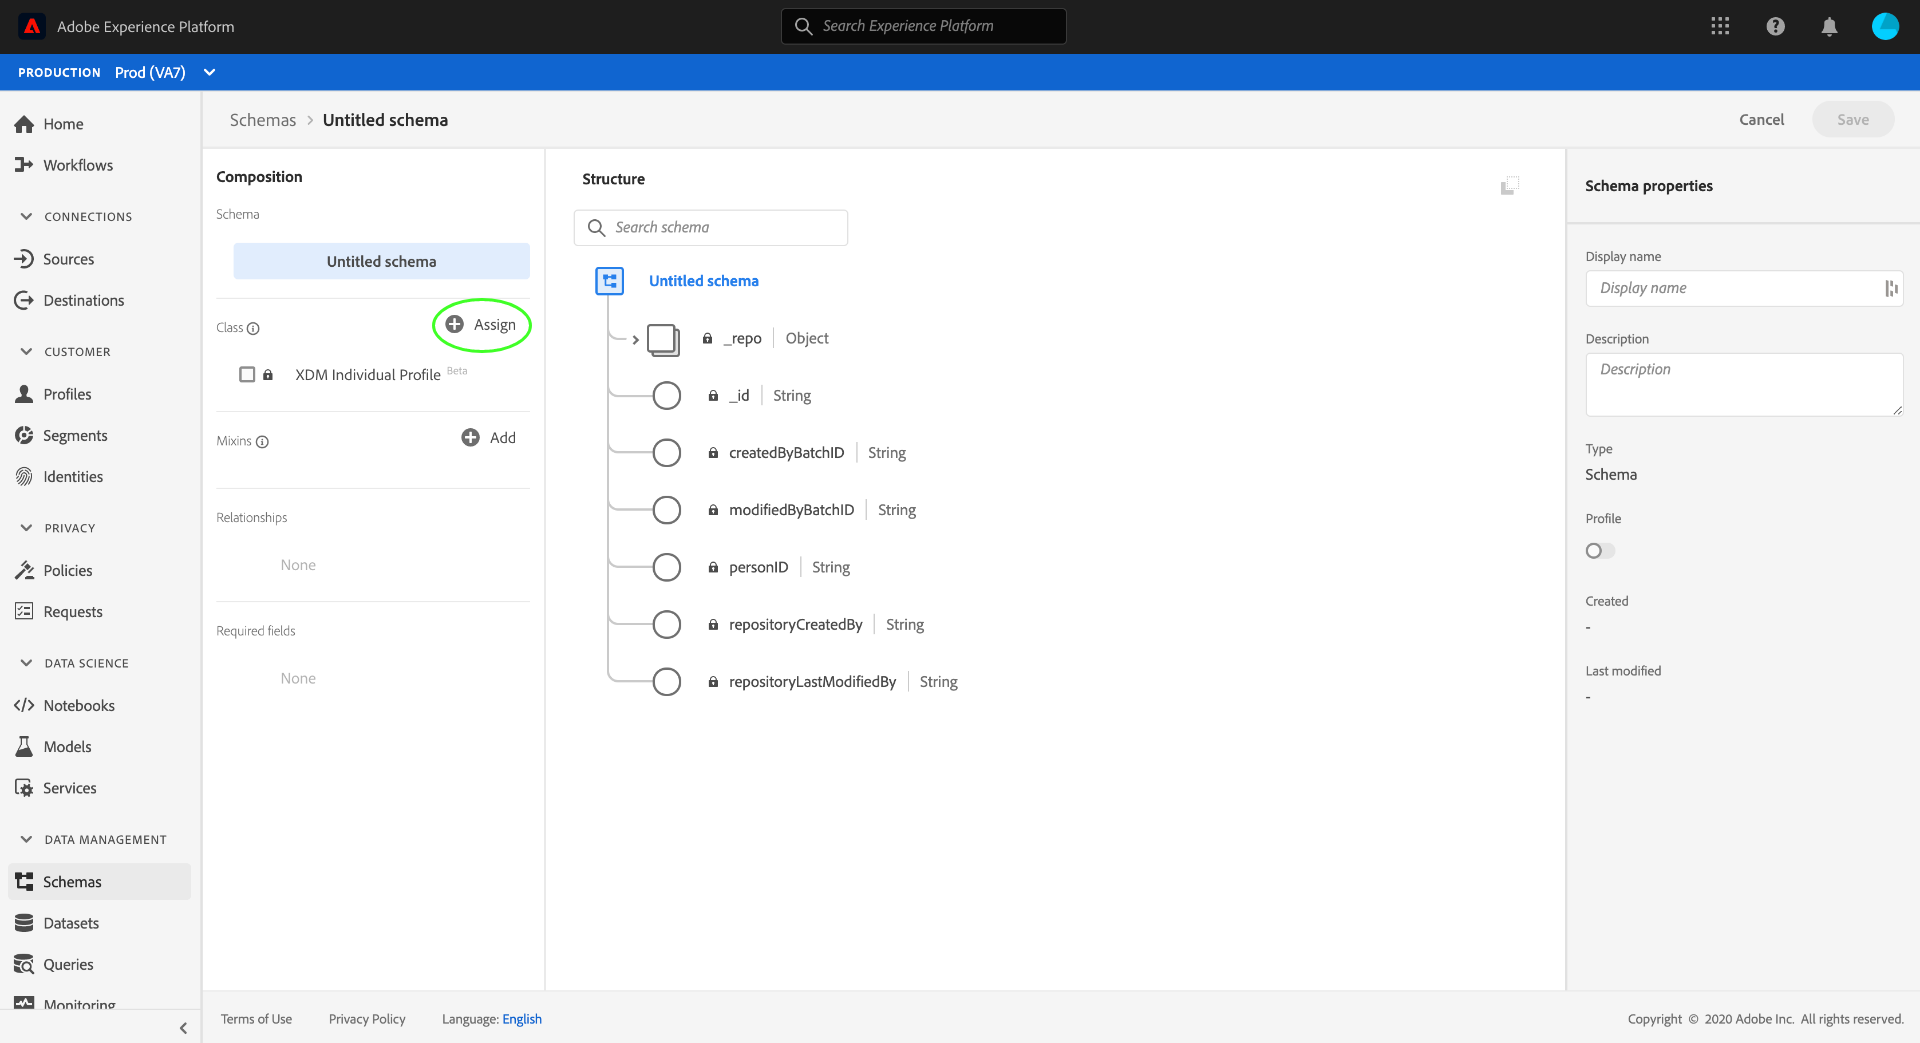 Adobe Experience Platform
Search Experience Platform
PRODUCTION Prod (VA7)
Home
Workflows
CONNECTIONS
Sources
Destinations
CUSTOMER
Profiles
Segments
Identities
PRIVACY
Policies
Requests
DATA SCIENCE
Notebooks
Models
Services
DATA MANAGEMENT
Schemas
Datasets
Queries
Monitoring
Schemas > Untitled schema
Cancel
Save
Composition
Schema
Untitled schema
Class
Assign
XDM Individual Profile Beta
Mixins
Add
Relationships
None
Required fields
None
Structure
Search schema
Untitled schema
_repo | Object
_id | String
createdByBatchID | String
modifiedByBatchID | String
personID | String
repositoryCreatedBy | String
repositoryLastModifiedBy | String
Schema properties
Display name
Display name
Description
Description
Type
Schema
Profile
Created
-
Last modified
-
Terms of Use
Privacy Policy
Language: English
Copyright © 2020 Adobe Inc. All rights reserved.